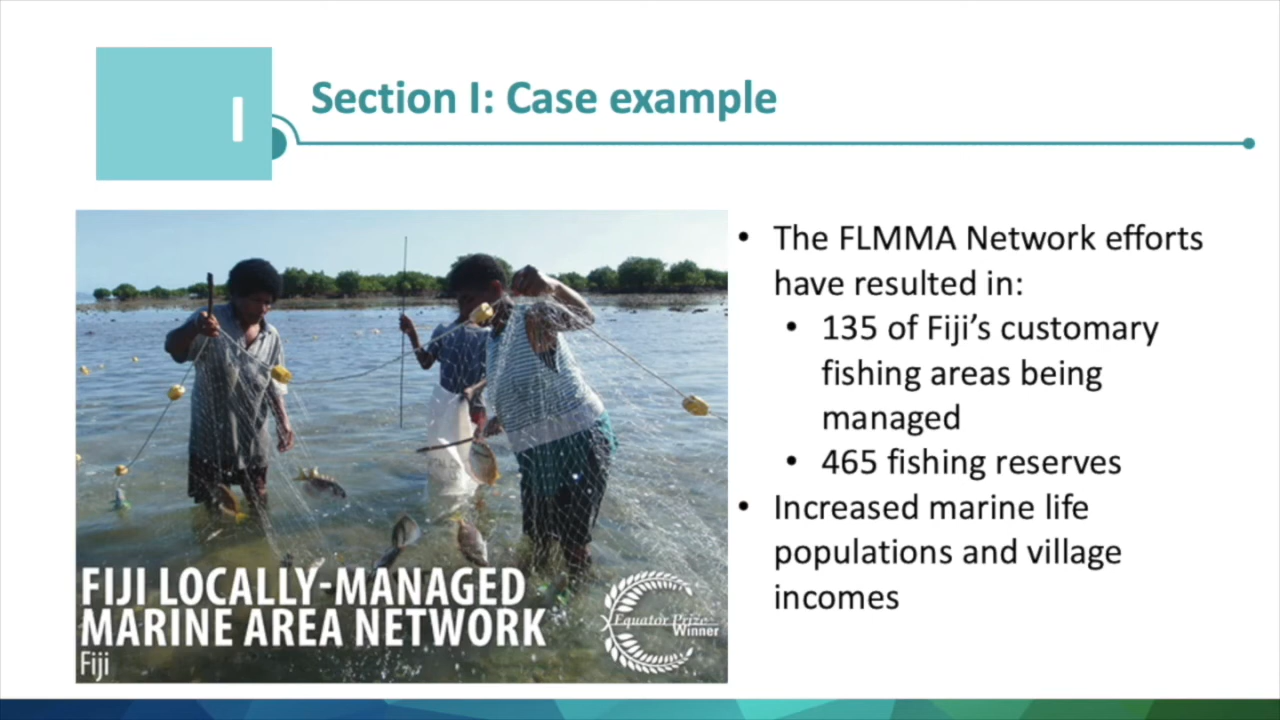 I
Section I: Case example
FIJI LOCALLY-MANAGED
MARINE AREA NETWORK
Fiji
Equator Prize
Winner
• The FLMMA Network efforts
have resulted in:
• 135 of Fiji’s customary
fishing areas being
managed
• 465 fishing reserves
• Increased marine life
populations and village
incomes